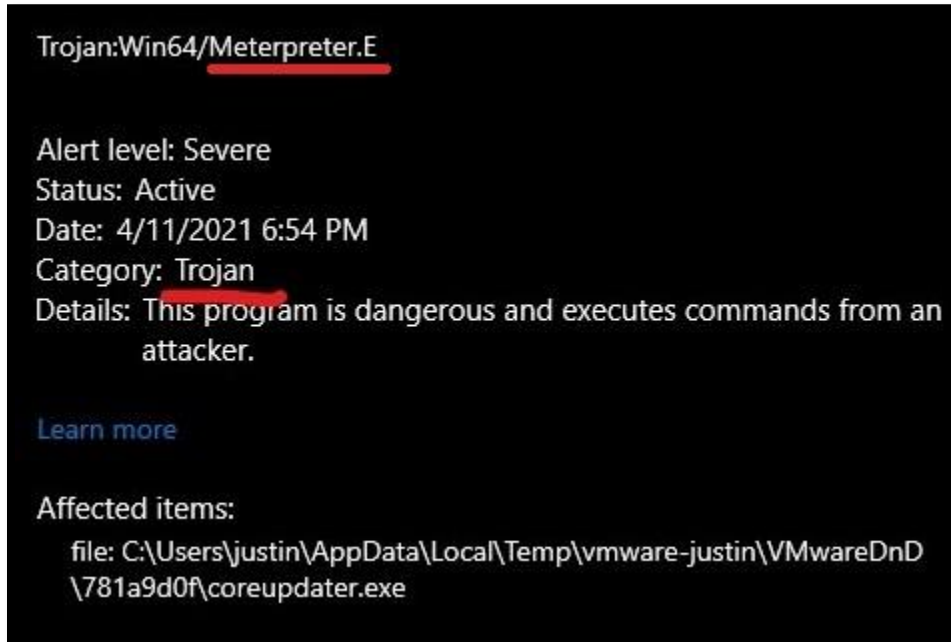 Trojan:Win64/Meterpreter.E
Alert level: Severe
Status: Active
Date: 4/11/2021 6:54 PM
Category: Trojan
Details: This program is dangerous and executes commands from an
attacker.
Learn more
Affected items:
file: C:\Users\justin\AppData\Local\Temp\vmware-justin\VMwareDnD
\781a9d0f\coreupdater.exe